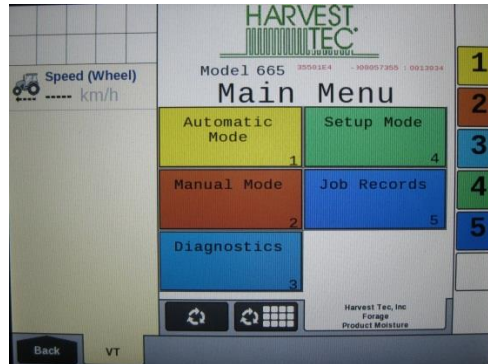 HARVEST
TEC
Model 665
Speed (Wheel)
----- km/h
Main Menu
Automatic
Mode
1
Setup Mode
4
Manual Mode
2
Job Records
5
Diagnostics
3
1
2
3
4
5
Harvest Tec, Inc
Forage
Product Moisture
Back
VT